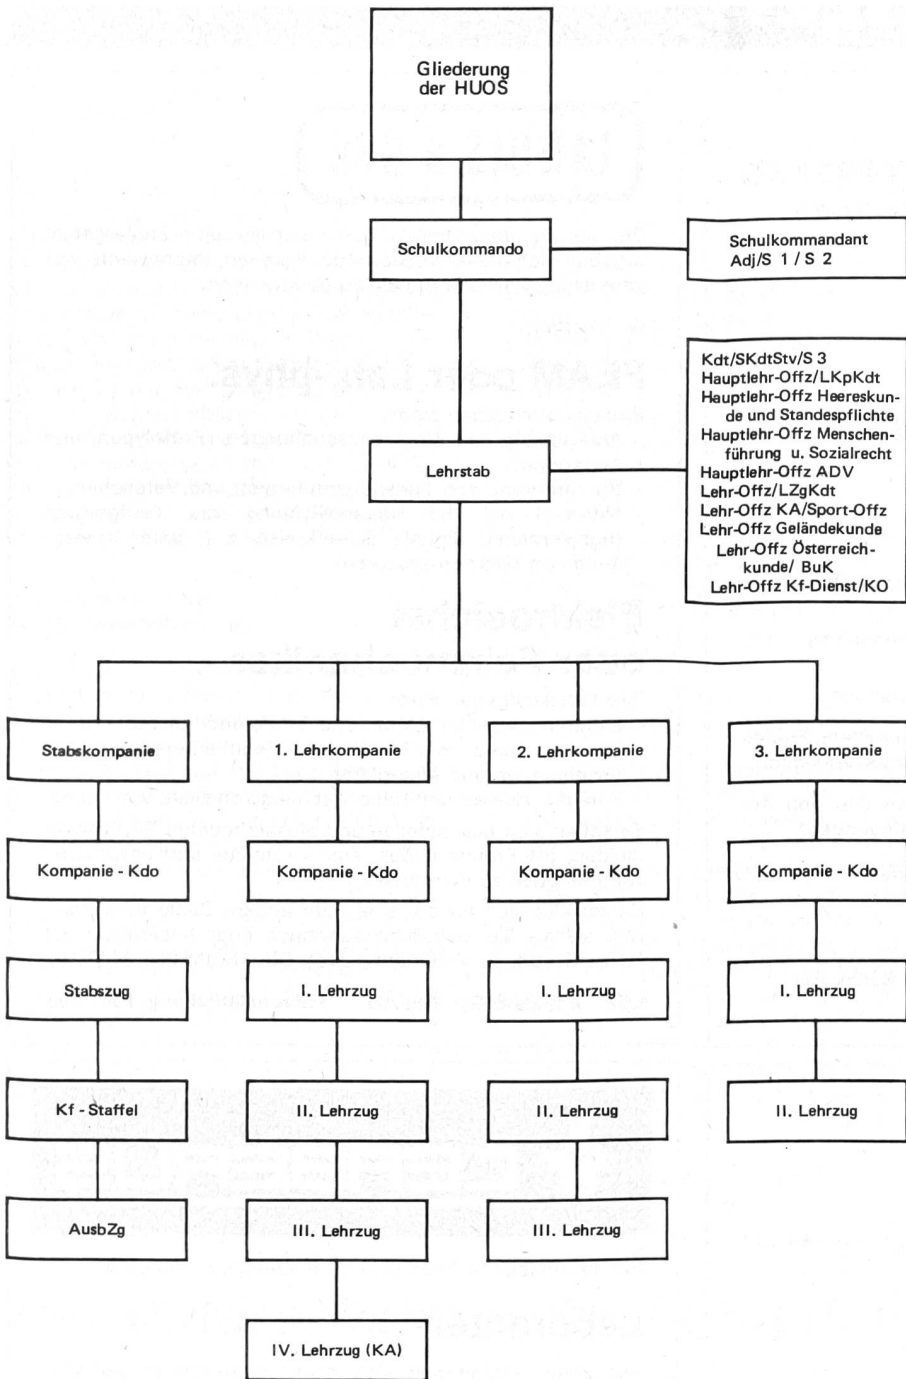 Gliederung
der HUOS
Schulkommando
Schulkommandant
Adj/S 1 / S 2
Lehrstab
Kdt/SKdtStv/S 3
Hauptlehr-Offz/LKpKdt
Hauptlehr-Offz Heereskun-
de und Standespflichte
Hauptlehr-Offz Menschen-
führung u. Sozialrecht
Hauptlehr-Offz ADV
Lehr-Offz/LZgKdt
Lehr-Offz KA/Sport-Offz
Lehr-Offz Geländekunde
Lehr-Offz Österreich-
kunde/ BuK
Lehr-Offz Kf-Dienst/KO
Stabskompanie
1. Lehrkompanie
2. Lehrkompanie
3. Lehrkompanie
Kompanie - Kdo
Kompanie - Kdo
Kompanie - Kdo
Kompanie - Kdo
Stabszug
I. Lehrzug
I. Lehrzug
I. Lehrzug
Kf - Staffel
II. Lehrzug
II. Lehrzug
II. Lehrzug
AusbZg
III. Lehrzug
III. Lehrzug
IV. Lehrzug (KA)